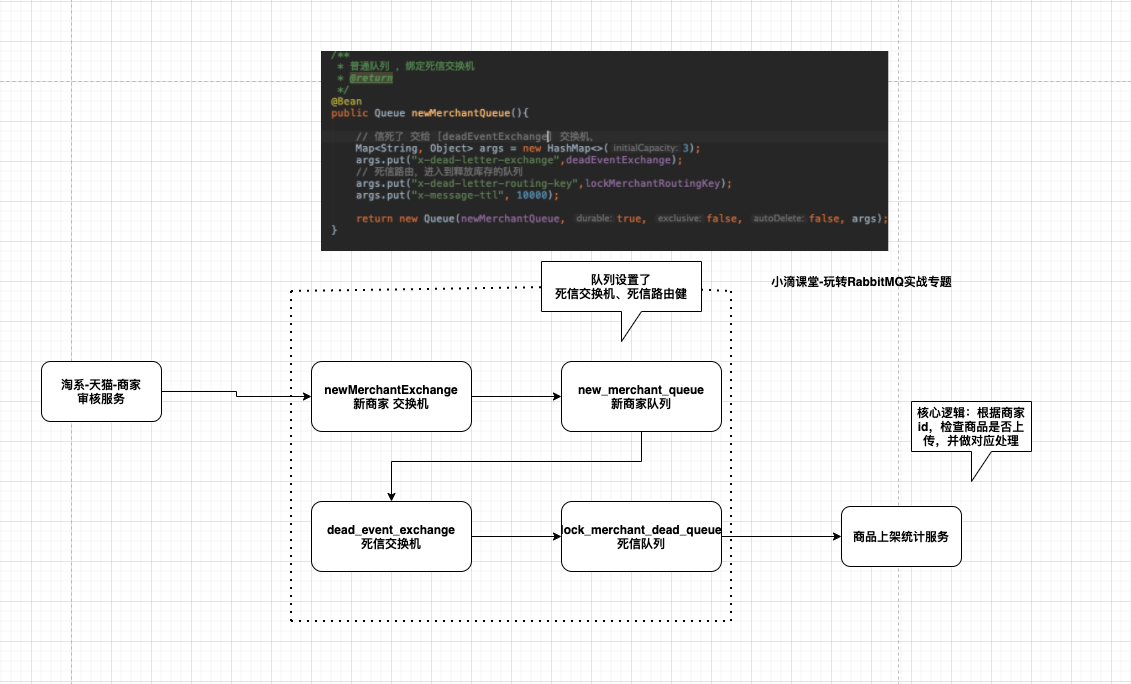 /**
* 普通队列 ，绑定死信交换机
* @return
*/
@Bean
public Queue newMerchantQueue(){
// 信死了 交给 [deadEventExchange] 交换机,
Map<String, Object> args = new HashMap<>( initialCapacity: 3);
args.put("x-dead-letter-exchange",deadEventExchange);
// 死信路由，进入到释放库存的队列
args.put("x-dead-letter-routing-key",lockMerchantRoutingKey);
args.put("x-message-ttl", 10000);
return new Queue(newMerchantQueue, durable: true, exclusive: false, autoDelete: false, args);
}
队列设置了
死信交换机、死信路由健
小滴课堂-玩转RabbitMQ实战专题
淘系-天猫-商家
审核服务
newMerchantExchange
新商家 交换机
new_merchant_queue
新商家队列
核心逻辑：根据商家
id，检查商品是否上
传，并做对应处理
dead_event_exchange
死信交换机
lock_merchant_dead_queue
死信队列
商品上架统计服务